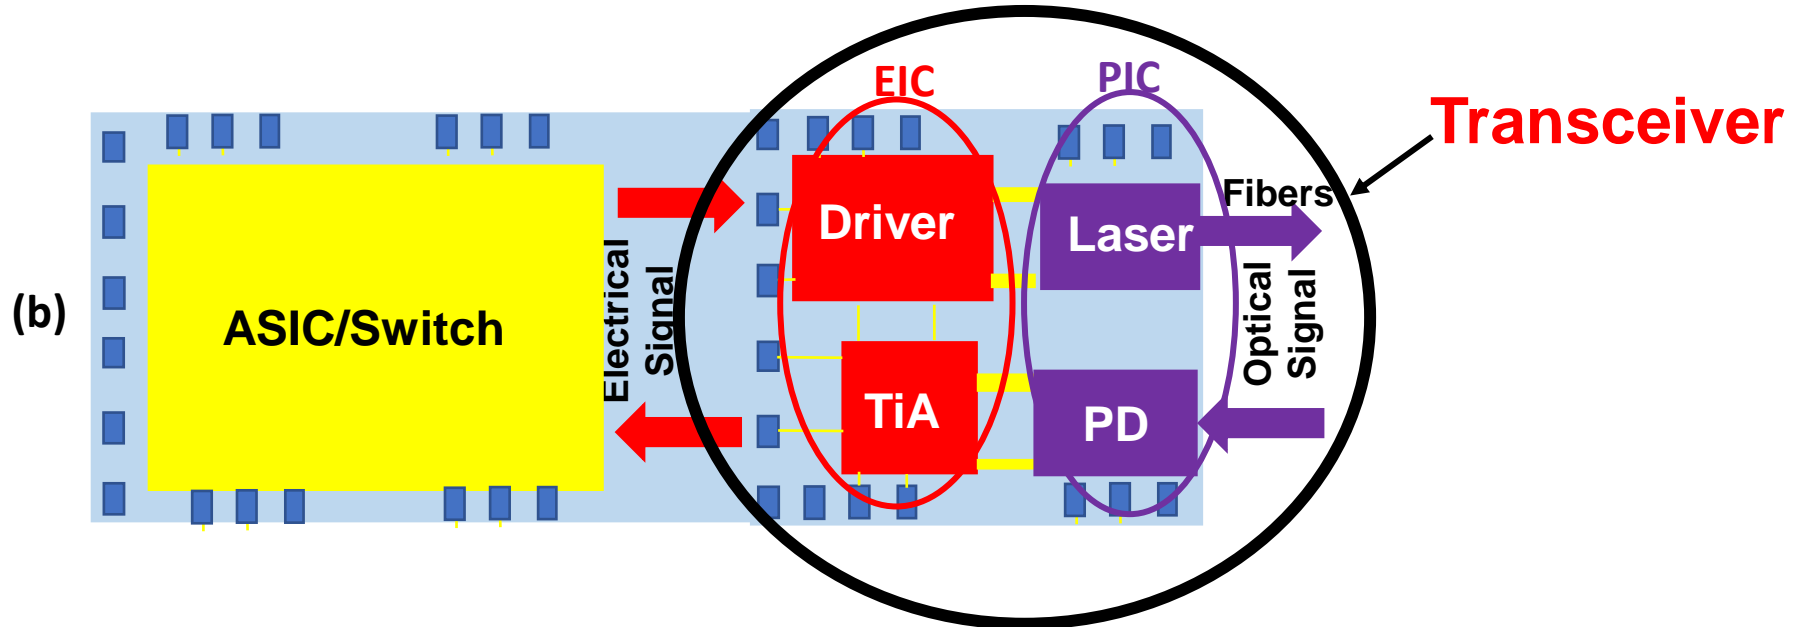 (b)
ASIC/Switch
Electrical
Signal
EIC
Driver
TiA
PIC
Laser
PD
Fibers
Optical
Signal
Transceiver